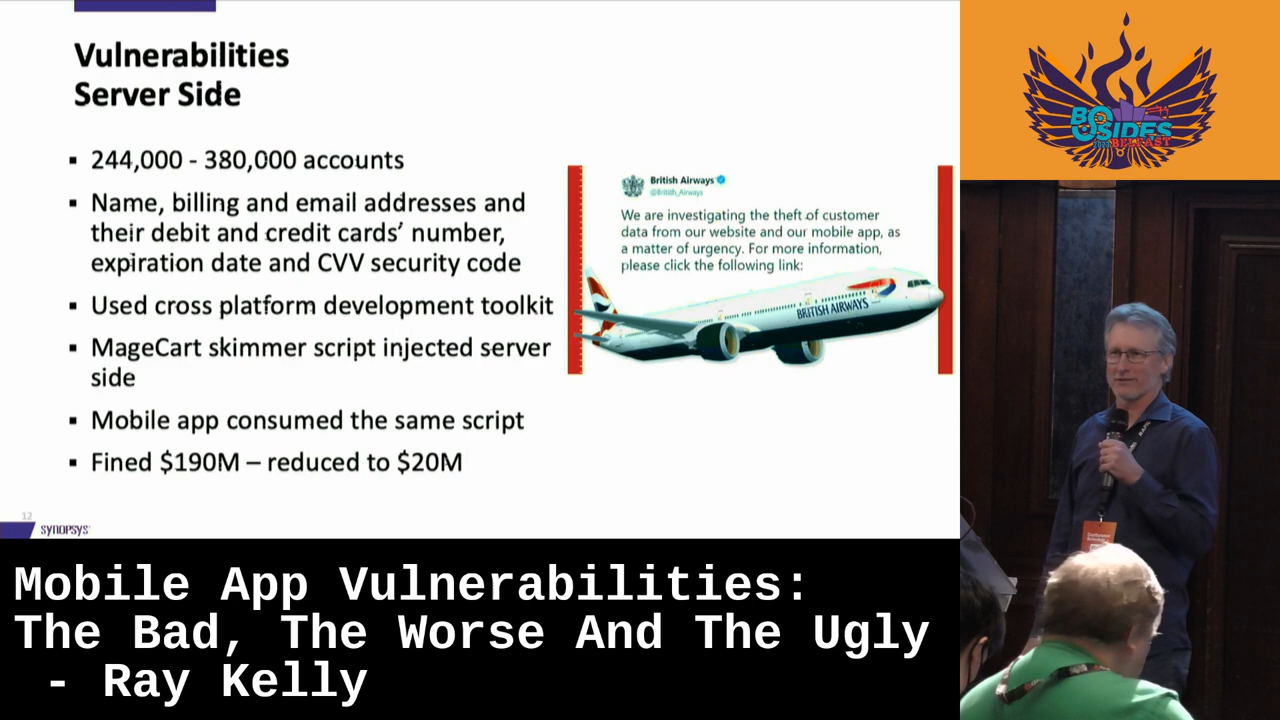 Vulnerabilities
Server Side
▪ 244,000 - 380,000 accounts
▪ Name, billing and email addresses and
their debit and credit cards’ number,
expiration date and CVV security code
▪ Used cross platform development toolkit
▪ MageCart skimmer script injected server
side
▪ Mobile app consumed the same script
▪ Fined $190M – reduced to $20M
British Airways
@British_Airways
We are investigating the theft of customer
data from our website and our mobile app, as
a matter of urgency. For more information,
please click the following link:
BRITISH AIRWAYS
12
SYNOPSYS
BSIDES
BELFAST
Mobile App Vulnerabilities:
The Bad, The Worse And The Ugly
- Ray Kelly